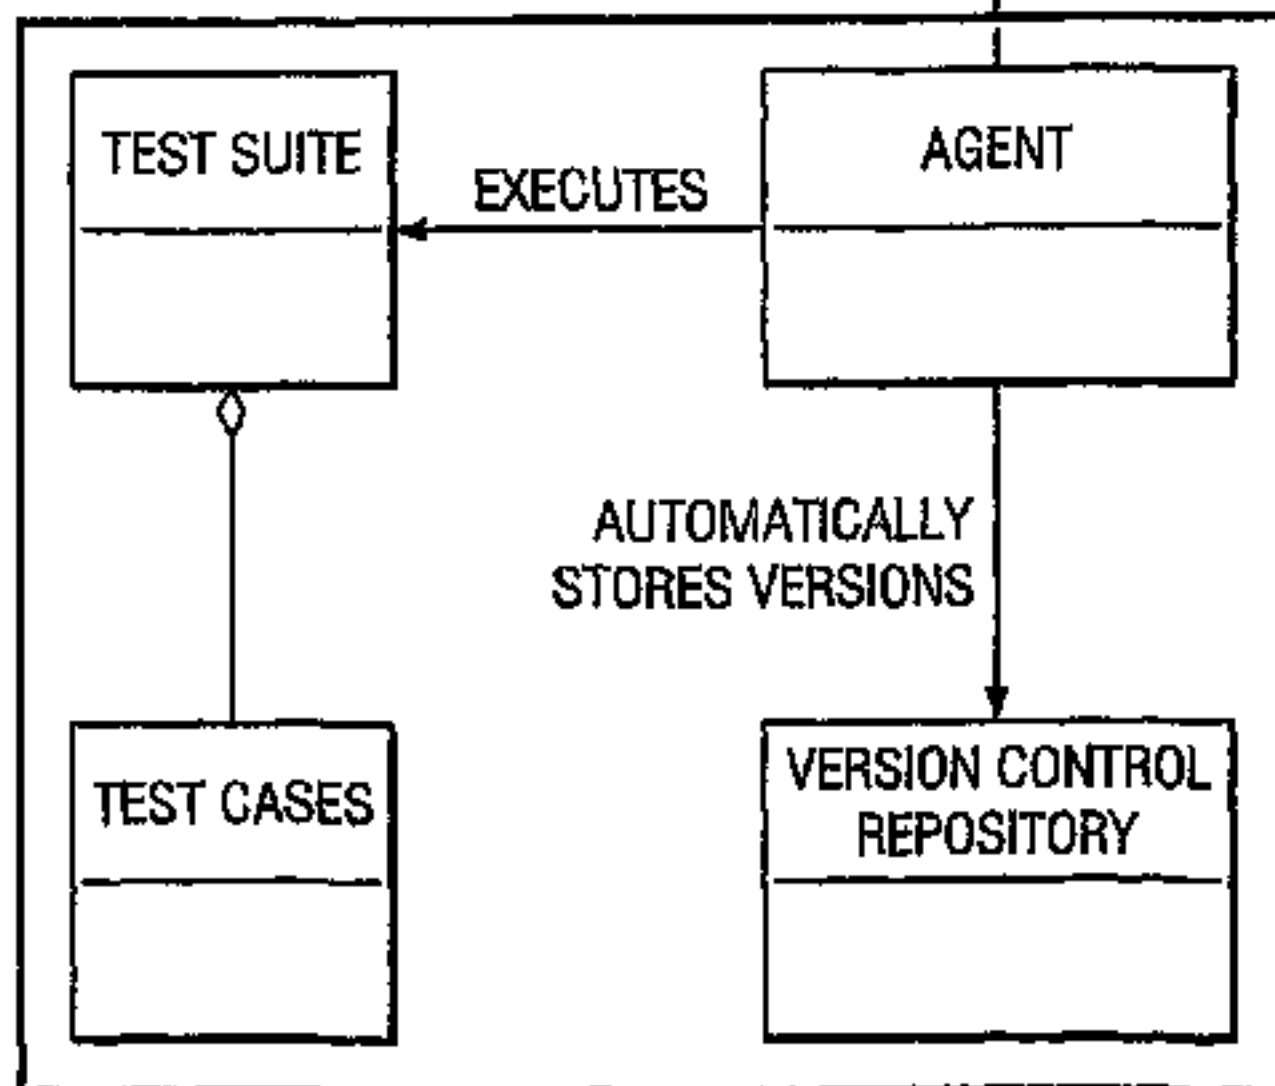 TEST SUITE
EXECUTES
AGENT
AUTOMATICALLY
STORES VERSIONS
TEST CASES
VERSION CONTROL
REPOSITORY